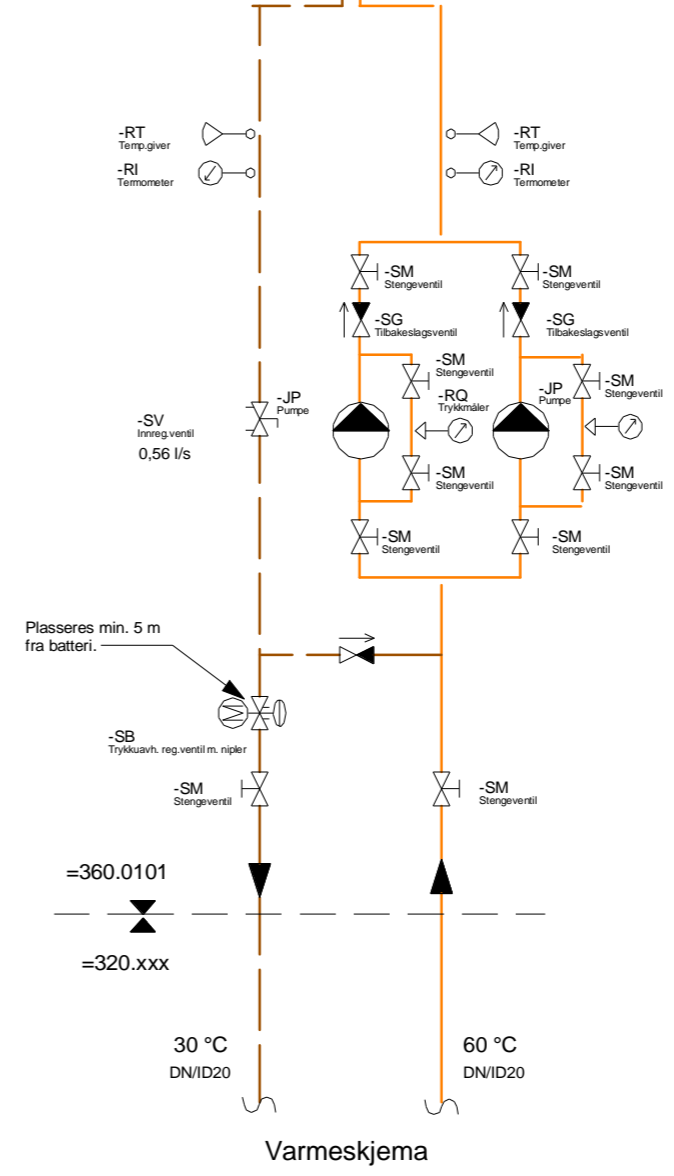 -RT
Temp.giver
-RI
Termometer
-RT
Temp.giver
-RI
Termometer
-SM
Stengeventil
-SM
Stengeventil
-SG
Tilbakeslagsventil
-SG
Tilbakeslagsventil
-SM
Stengeventil
-SM
Stengeventil
-JP
Pumpe
-RQ
Trykkmåler
-JP
Pumpe
-SV
Innreg.ventil
0,56 l/s
-SM
Stengeventil
-SM
Stengeventil
-SM
Stengeventil
-SM
Stengeventil
Plasseres min. 5 m
fra batteri.
M
-SB
Trykkuavh. reg.ventil m. nipler
-SM
Stengeventil
-SM
Stengeventil
=360.0101
=320.xxx
30 °C
DN/ID20
60 °C
DN/ID20
Varmeskjema